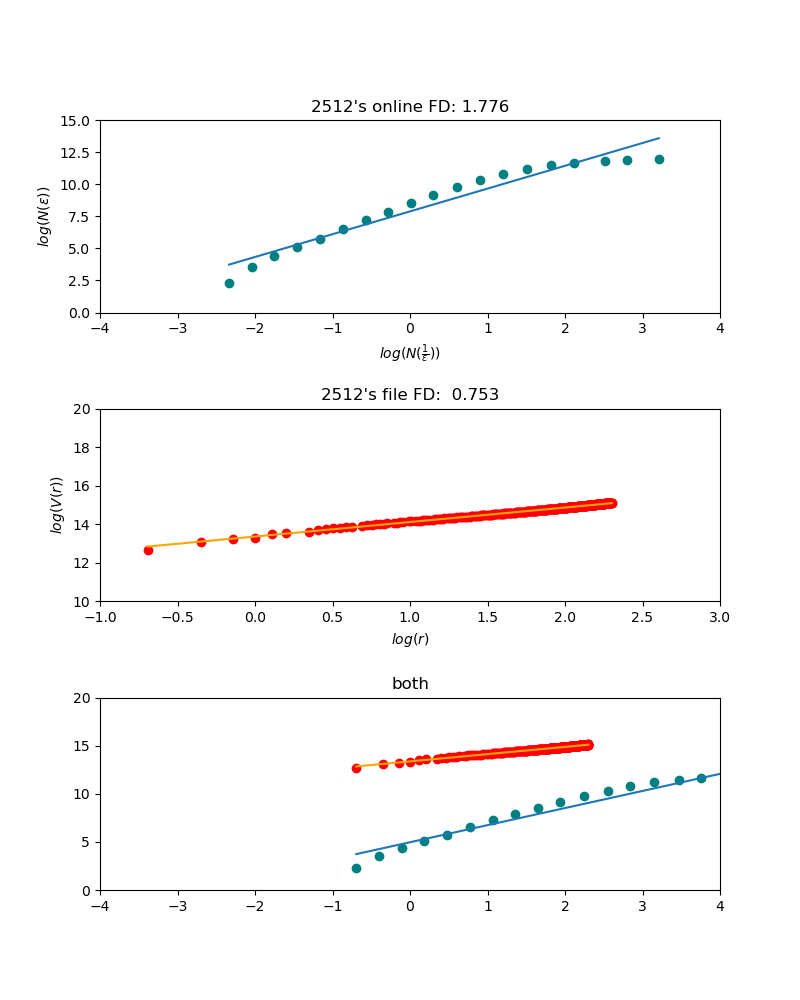 2512's online FD: 1.776
15.0
12.5
10.0
7.5
5.0
2.5
0.0
log(N(ε))
−4 −3 −2 −1 0 1 2 3 4
log(N(1/ε))
2512's file FD:  0.753
20
18
16
14
12
10
log(V(r))
−1.0 −0.5 0.0 0.5 1.0 1.5 2.0 2.5 3.0
log(r)
both
20
15
10
5
0
−4 −3 −2 −1 0 1 2 3 4